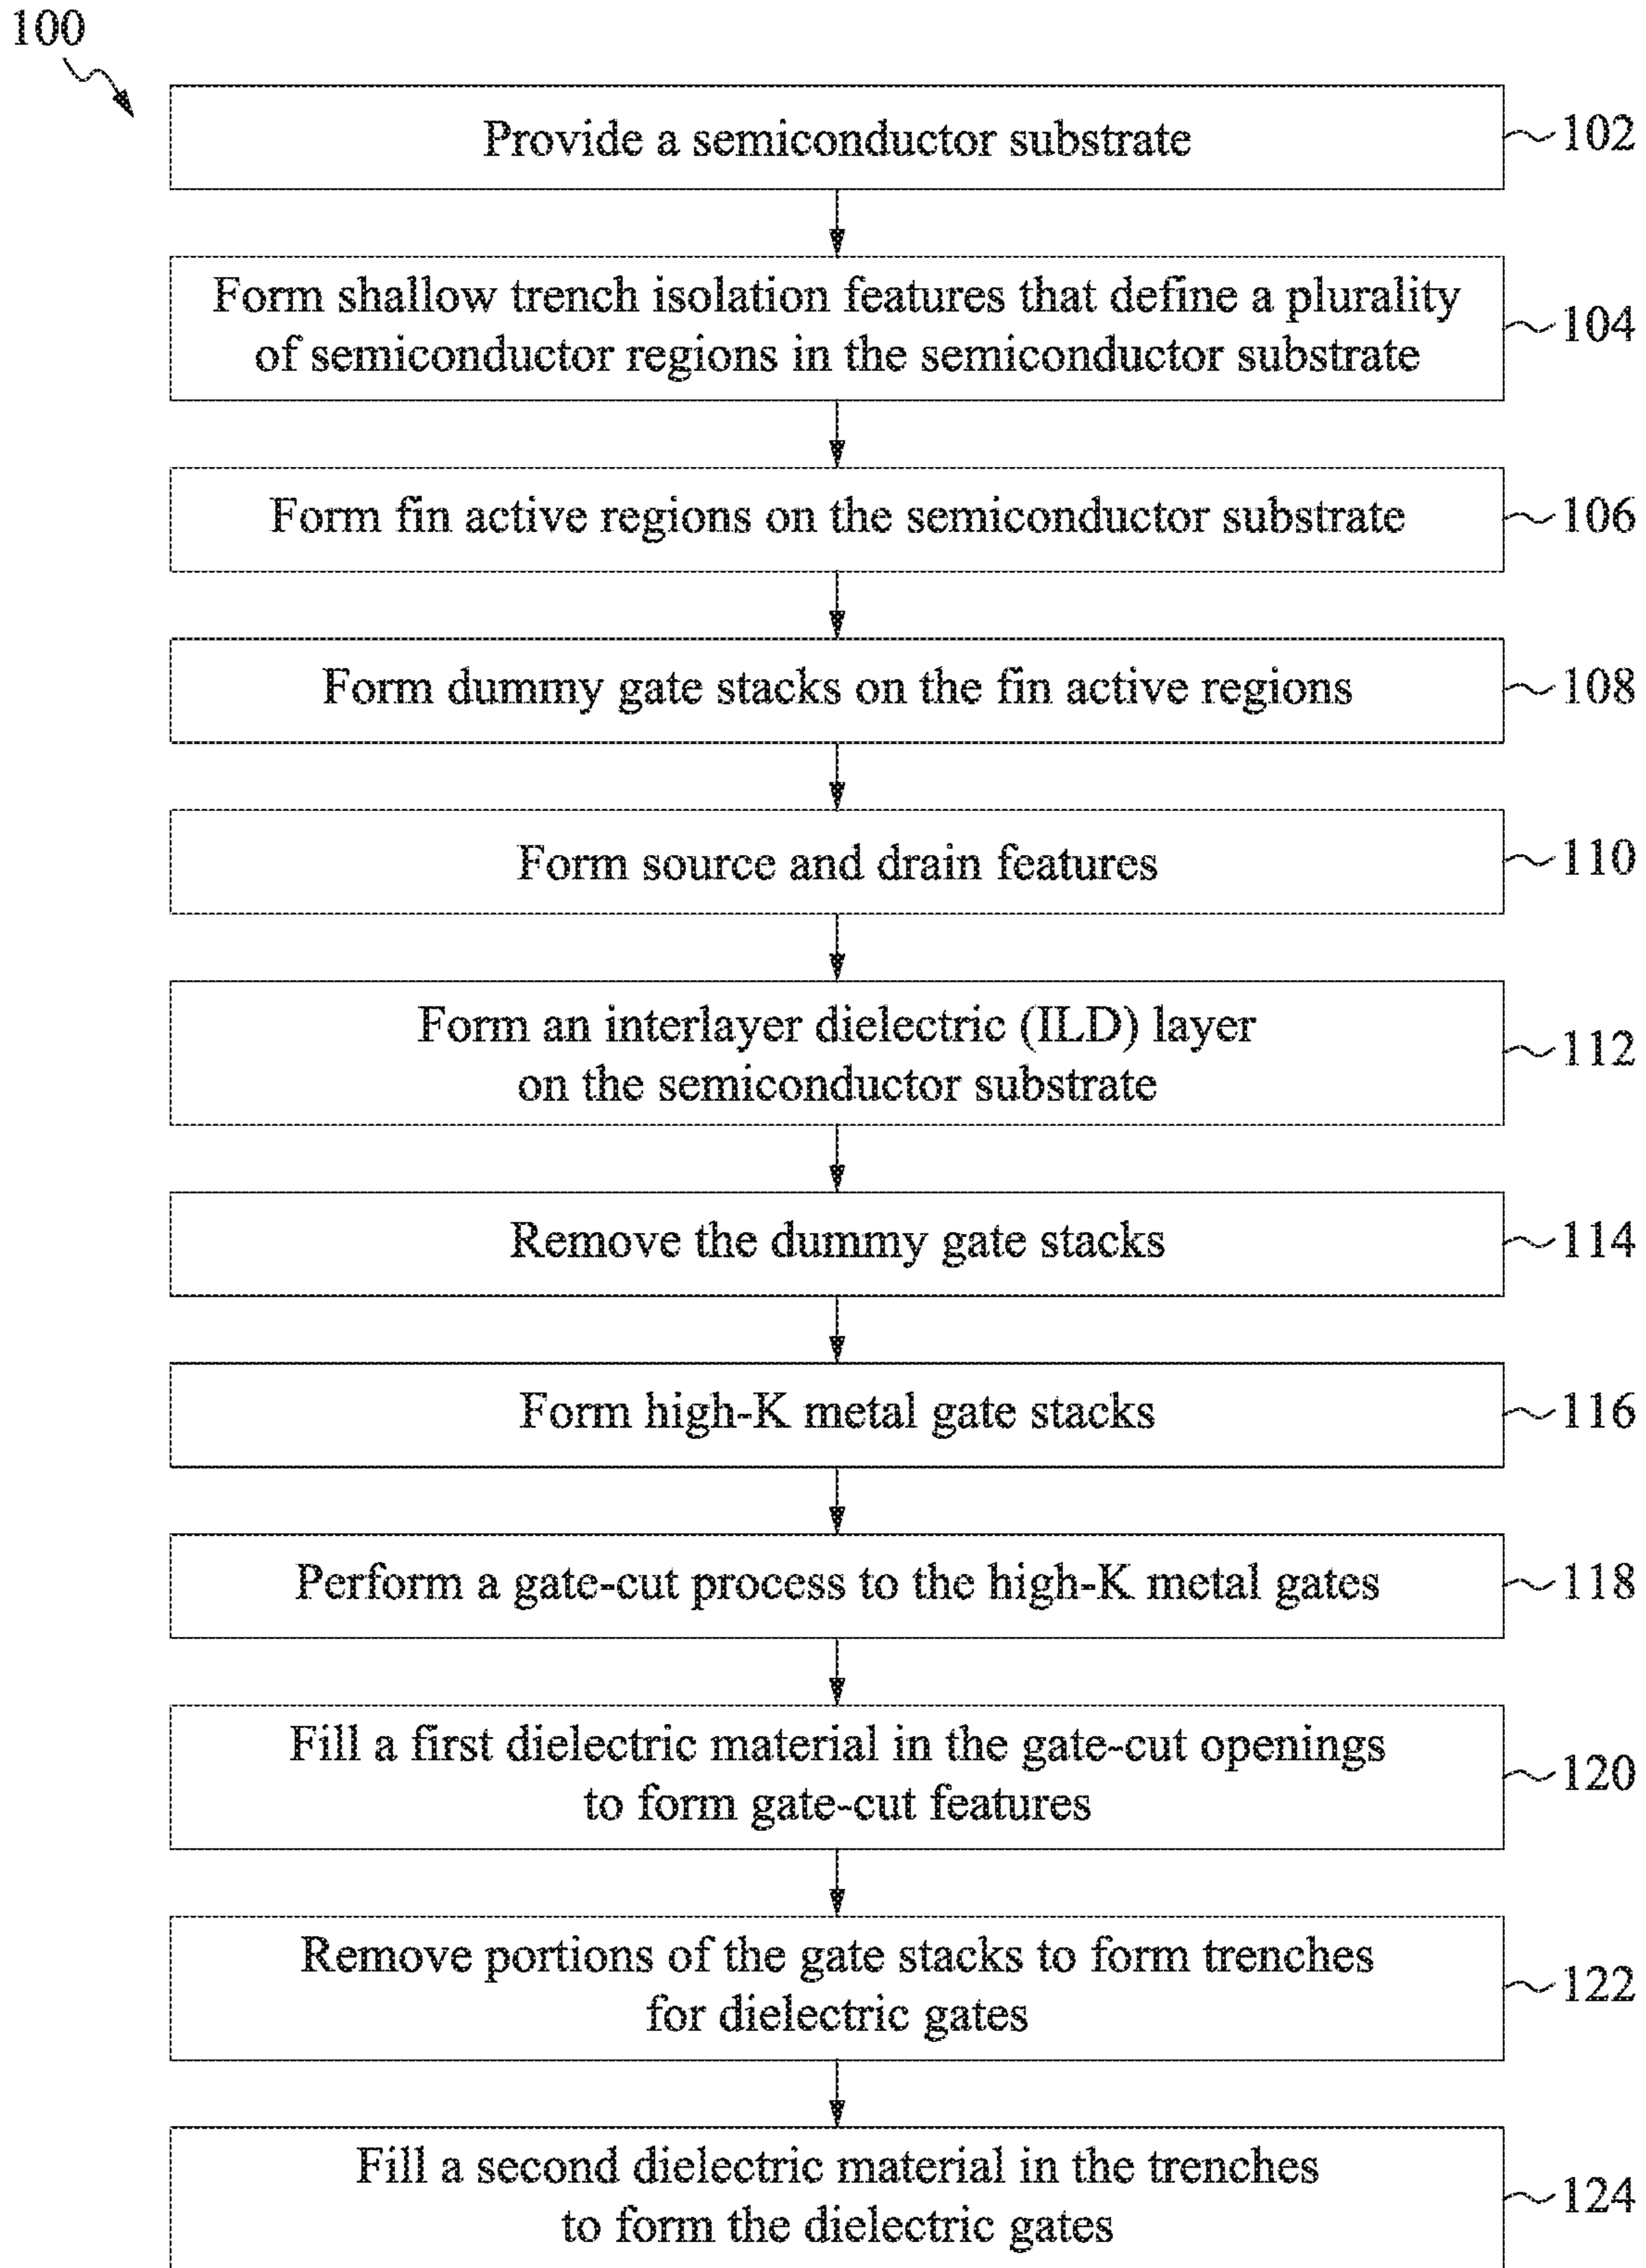 100
Provide a semiconductor substrate
102
Form shallow trench isolation features that define a plurality
of semiconductor regions in the semiconductor substrate
104
Form fin active regions on the semiconductor substrate
106
Form dummy gate stacks on the fin active regions
108
Form source and drain features
110
Form an interlayer dielectric (ILD) layer
on the semiconductor substrate
112
Remove the dummy gate stacks
114
Form high-K metal gate stacks
116
Perform a gate-cut process to the high-K metal gates
118
Fill a first dielectric material in the gate-cut openings
to form gate-cut features
120
Remove portions of the gate stacks to form trenches
for dielectric gates
122
Fill a second dielectric material in the trenches
to form the dielectric gates
124